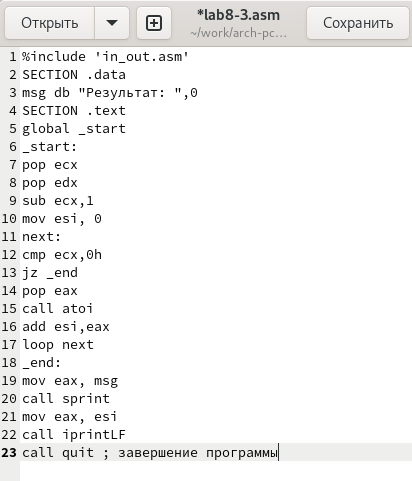 Открыть
*lab8-3.asm
~/work/arch-pc...
Сохранить
1 %include 'in_out.asm'
2 SECTION .data
3 msg db "Результат: ",0
4 SECTION .text
5 global _start
6 _start:
7 pop ecx
8 pop edx
9 sub ecx,1
10 mov esi, 0
11 next:
12 cmp ecx,0h
13 jz _end
14 pop eax
15 call atoi
16 add esi,eax
17 loop next
18 _end:
19 mov eax, msg
20 call sprint
21 mov eax, esi
22 call iprintLF
23 call quit ; завершение программы